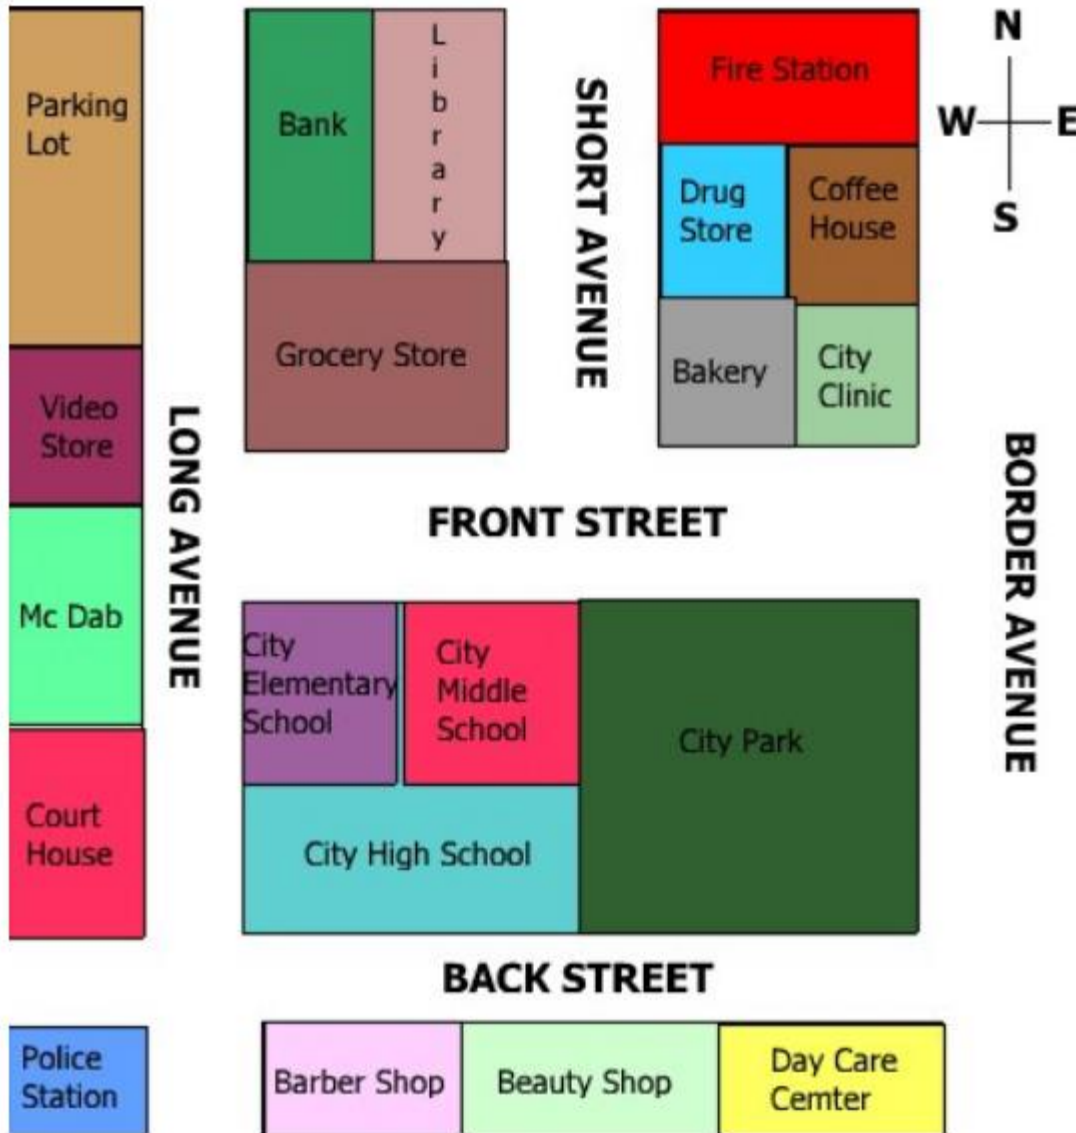 N
W E
S
Parking
Lot
Bank
Library
SHORT AVENUE
Fire Station
Drug
Store
Coffee
House
Video
Store
LONG AVENUE
Grocery Store
Bakery
City
Clinic
FRONT STREET
BORDER AVENUE
Mc Dab
City
Elementary
School
City
Middle
School
City Park
Court
House
City High School
BACK STREET
Police
Station
Barber Shop
Beauty Shop
Day Care
Cemter